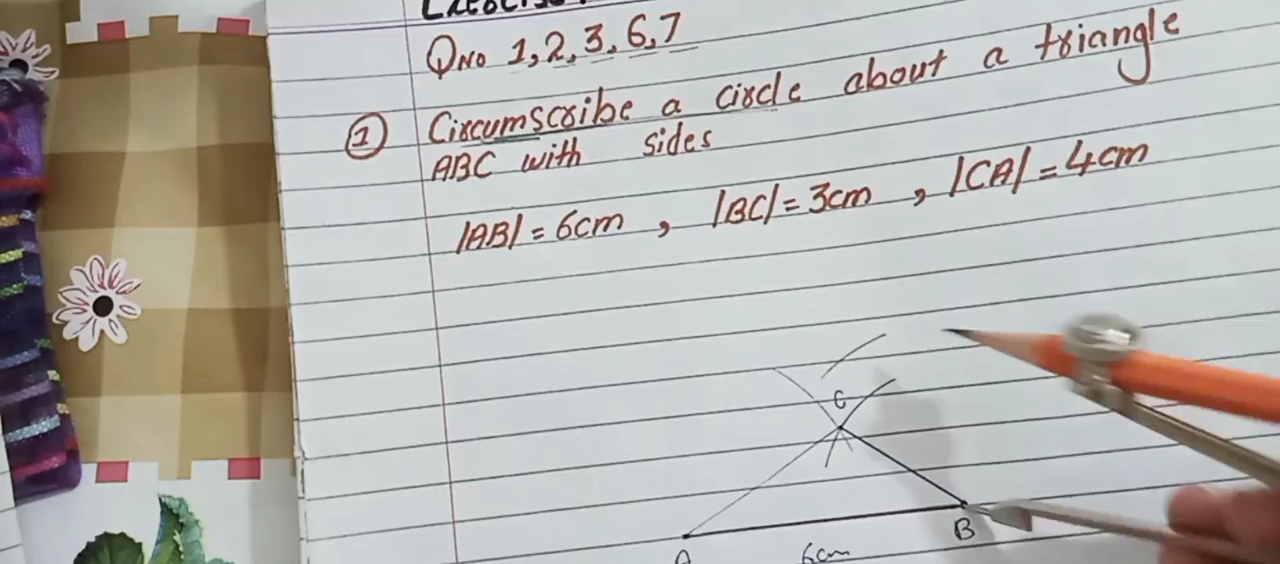 QNo 1,2,3,6,7
① Circumscribe a circle about a triangle
ABC with sides
|AB| = 6cm , |BC| = 3cm , |CA| = 4cm
C
B
A
6cm